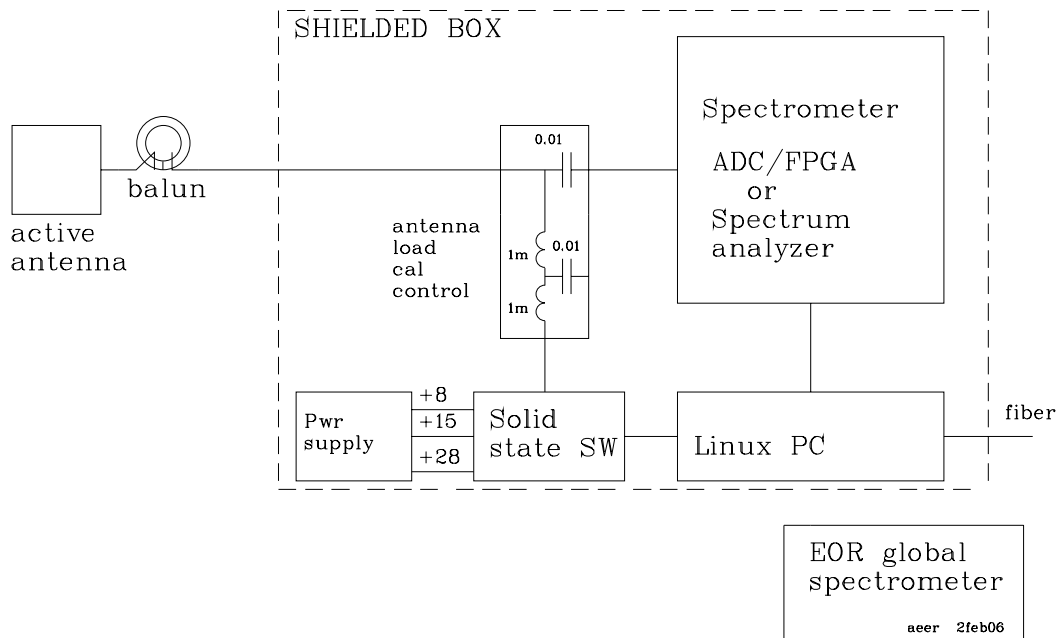 SHIELDED BOX
active
antenna
balun
0.01
antenna
load
cal
control
1m
0.01
1m
Spectrometer
ADC/FPGA
or
Spectrum
analyzer
Pwr
supply
+8
+15
+28
Solid
state SW
Linux PC
fiber
EOR global
spectrometer
aeer 2feb06